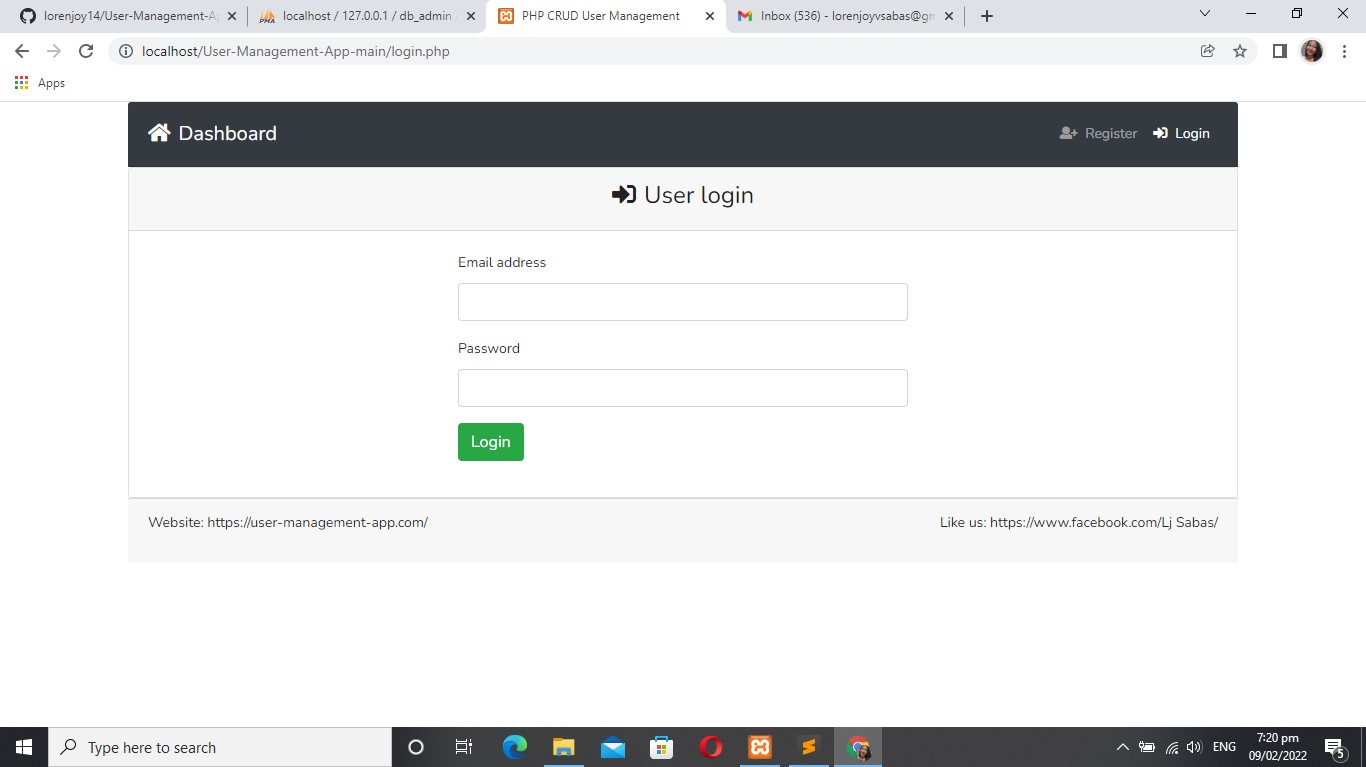 lorenjoy14/User-Management-A
localhost / 127.0.0.1 / db_admin
PHP CRUD User Management
Inbox (536) - lorenjoyvsabas@gm
localhost/User-Management-App-main/login.php
Apps
Dashboard
Register
Login
User login
Email address
Password
Login
Website: https://user-management-app.com/
Like us: https://www.facebook.com/Lj Sabas/
Type here to search
ENG
7:20 pm
09/02/2022
5